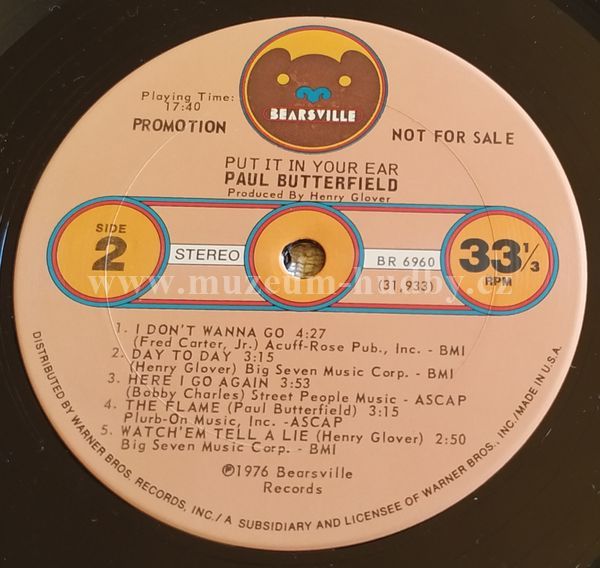 BEARSVILLE
Playing Time:
17:40
PROMOTION
NOT FOR SALE
PUT IT IN YOUR EAR
PAUL BUTTERFIELD
Produced By Henry Glover
SIDE
2
STEREO
BR 6960
(31,933)
33 1/3
RPM
www.muzeum-hudby.cz
1. I DON'T WANNA GO 4:27
(Fred Carter, Jr.) Acuff-Rose Pub., Inc. - BMI
2. DAY TO DAY 3:15
(Henry Glover) Big Seven Music Corp. - BMI
3. HERE I GO AGAIN 3:53
(Bobby Charles) Street People Music - ASCAP
4. THE FLAME (Paul Butterfield) 3:15
Plurb-On Music, Inc. -ASCAP
5. WATCH'EM TELL A LIE (Henry Glover) 2:50
Big Seven Music Corp. - BMI
℗1976 Bearsville
Records
DISTRIBUTED BY WARNER BROS. RECORDS, INC./A SUBSIDIARY AND LICENSEE OF WARNER BROS., INC./MADE IN U.S.A.